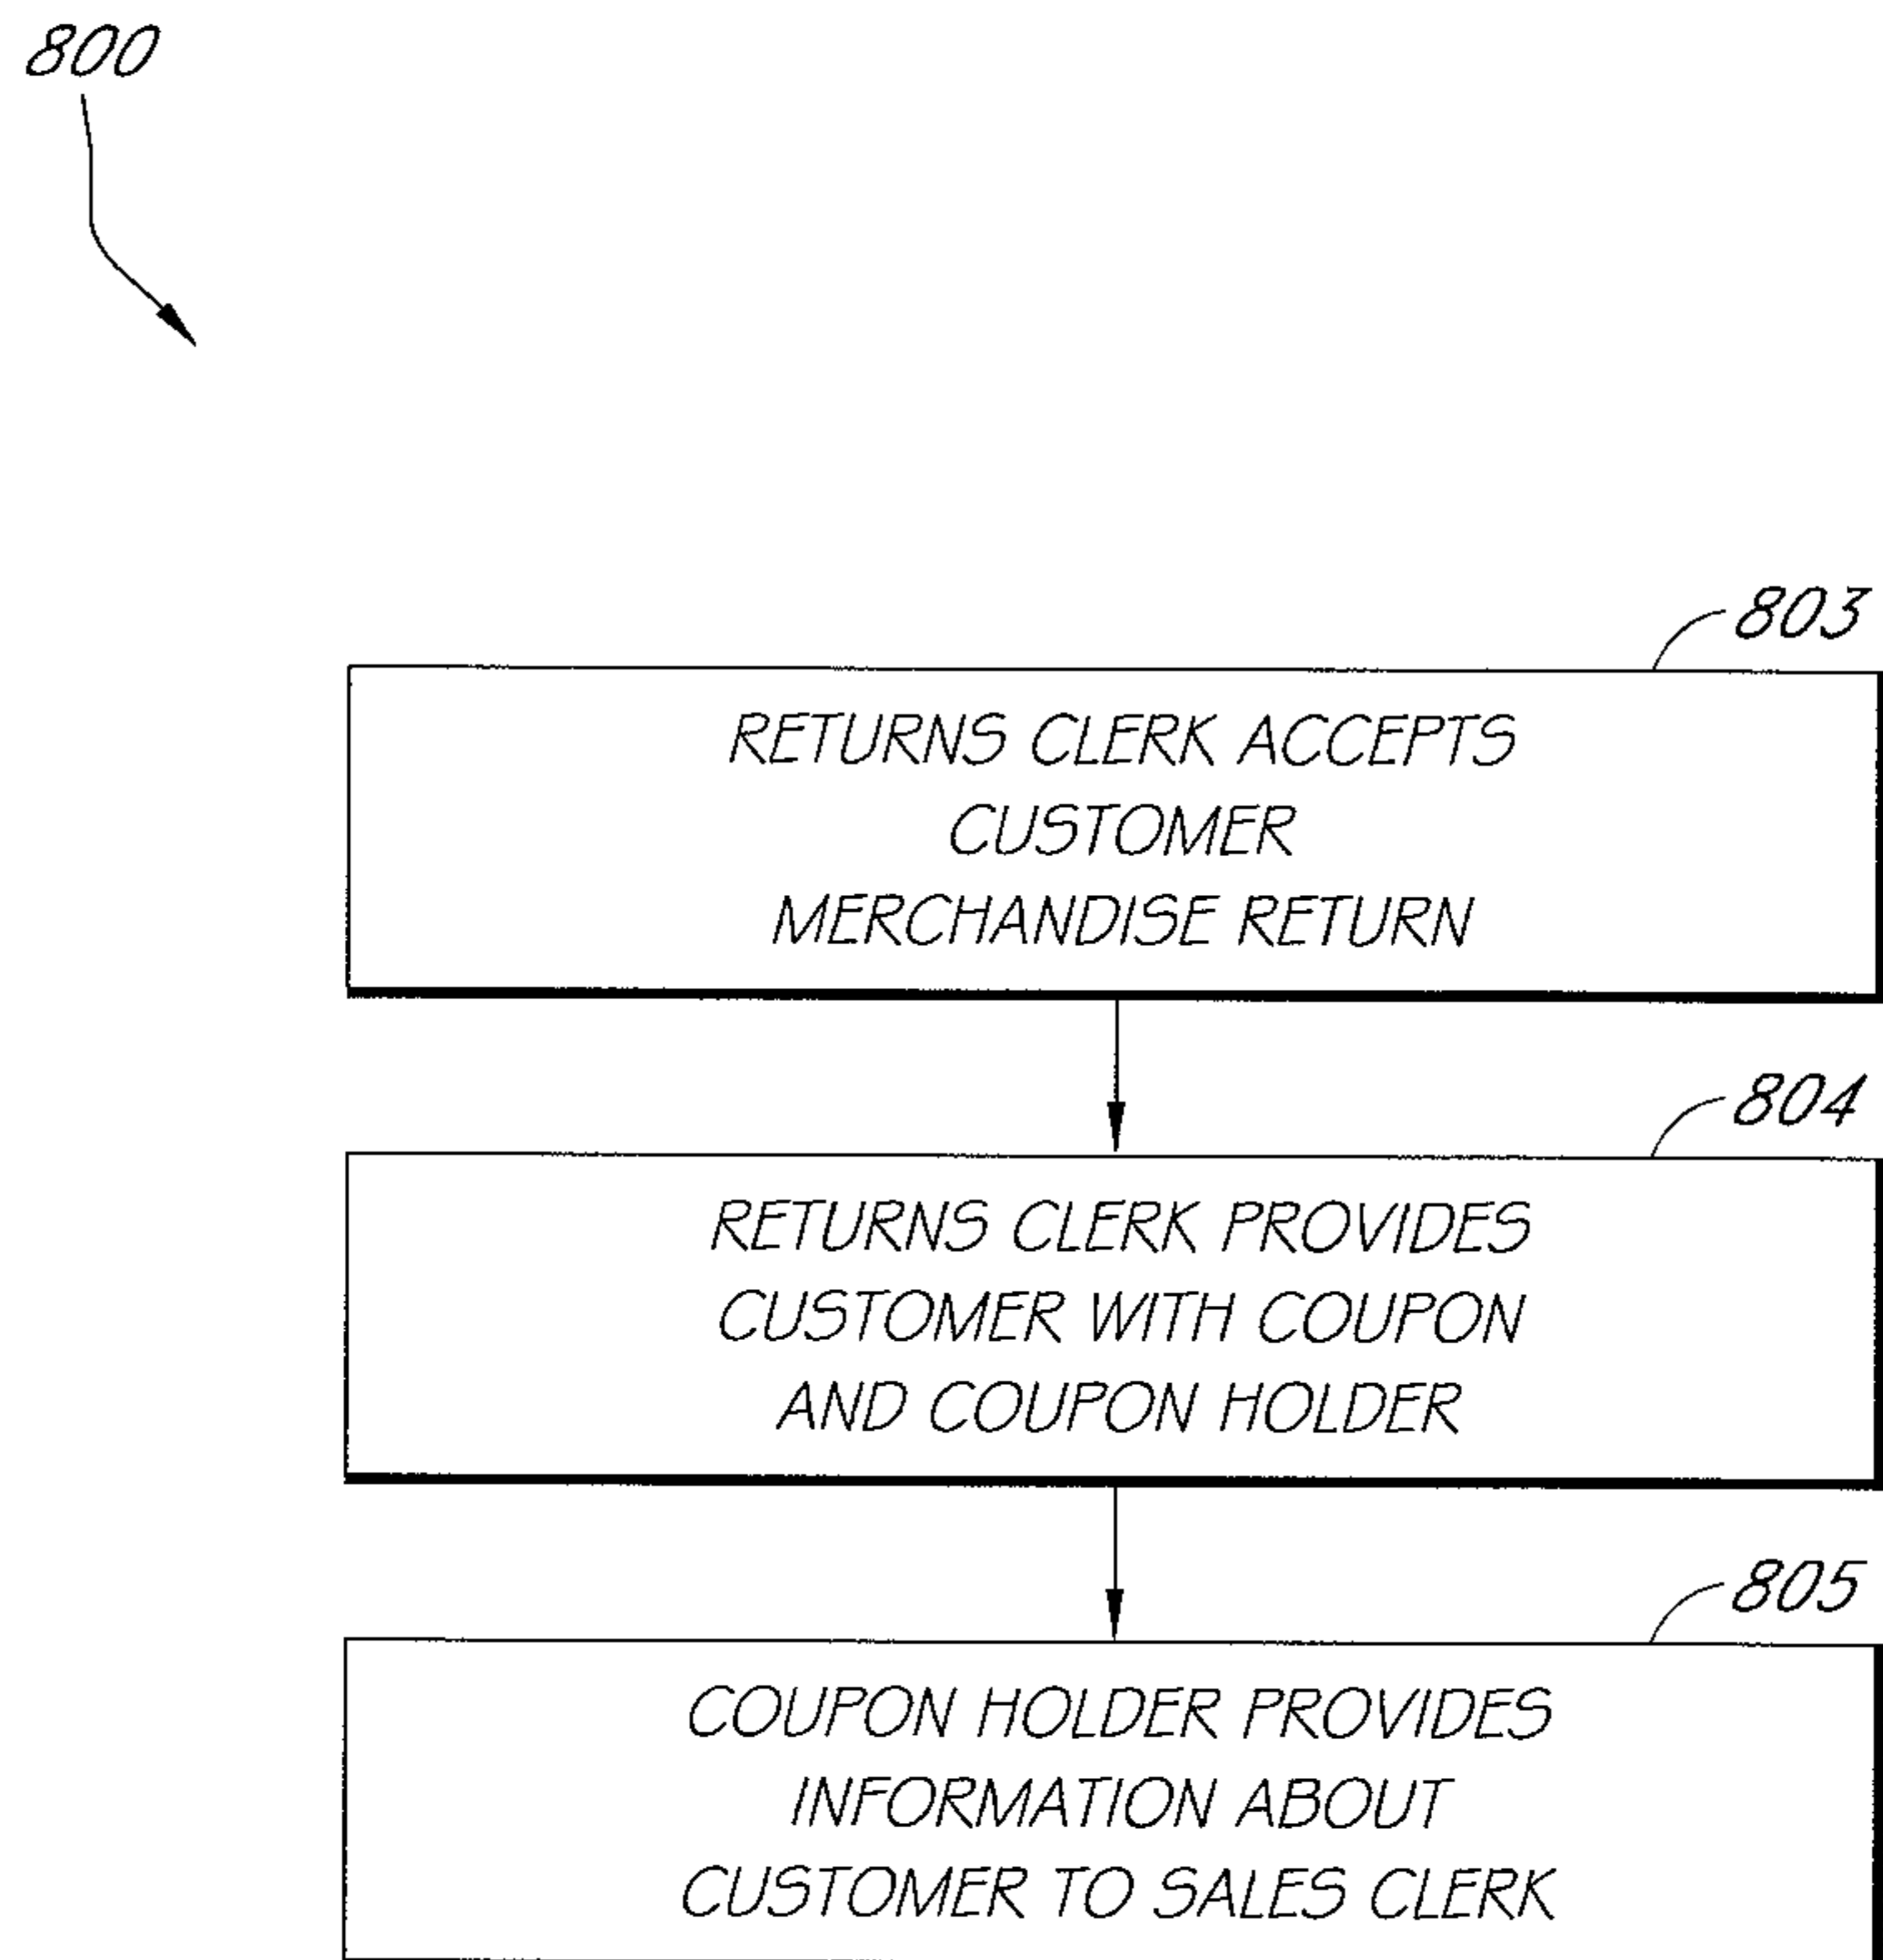 800
803
RETURNS CLERK ACCEPTS
CUSTOMER
MERCHANDISE RETURN
804
RETURNS CLERK PROVIDES
CUSTOMER WITH COUPON
AND COUPON HOLDER
805
COUPON HOLDER PROVIDES
INFORMATION ABOUT
CUSTOMER TO SALES CLERK